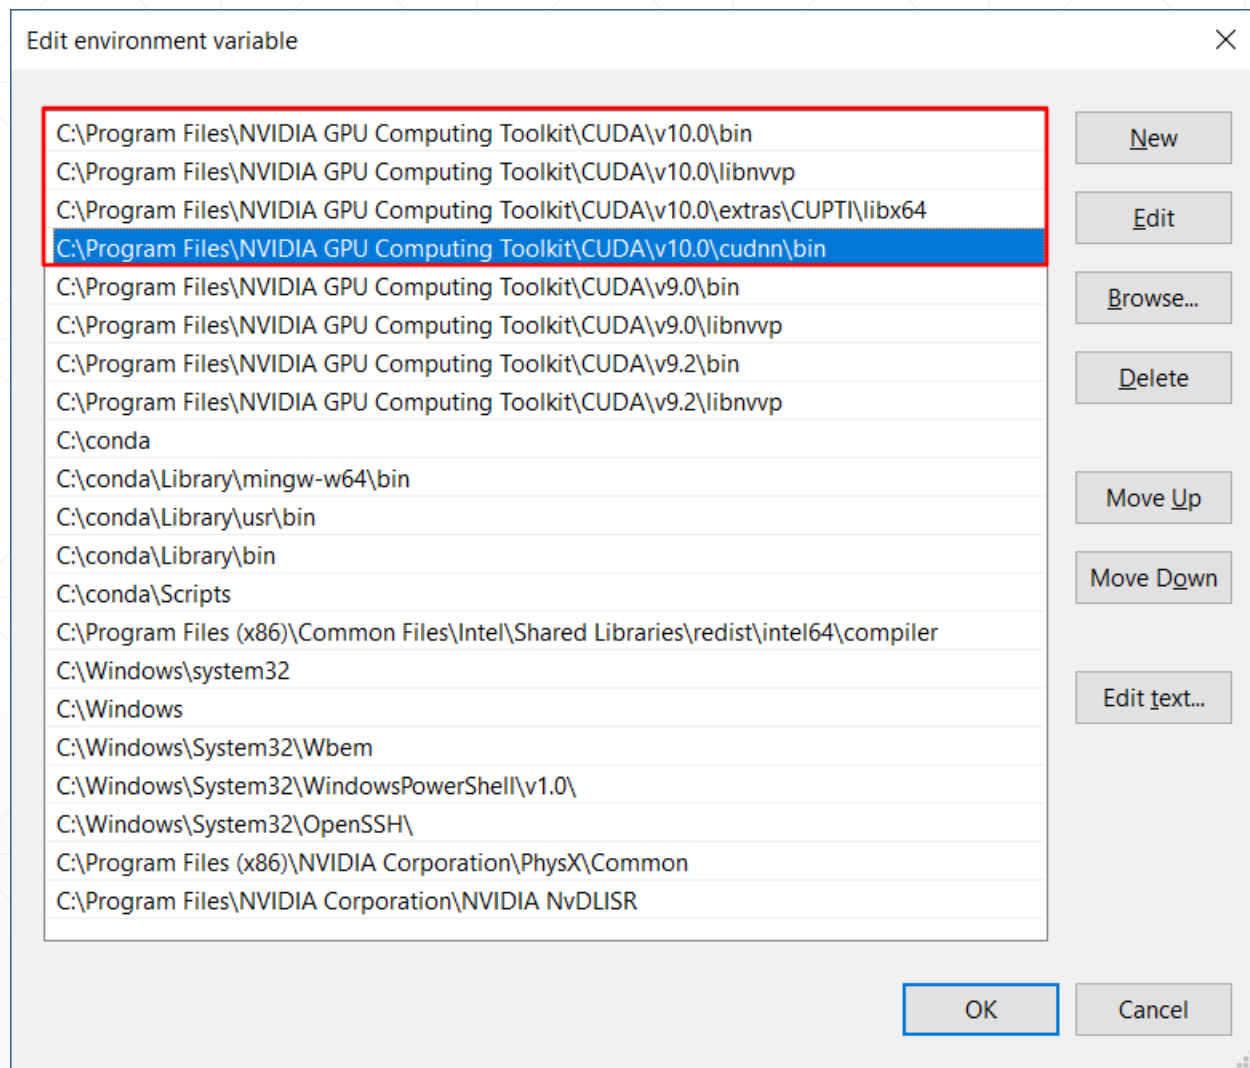 Edit environment variable
C:\Program Files\NVIDIA GPU Computing Toolkit\CUDA\v10.0\bin
C:\Program Files\NVIDIA GPU Computing Toolkit\CUDA\v10.0\libnvvp
C:\Program Files\NVIDIA GPU Computing Toolkit\CUDA\v10.0\extras\CUPTI\libx64
C:\Program Files\NVIDIA GPU Computing Toolkit\CUDA\v10.0\cudnn\bin
C:\Program Files\NVIDIA GPU Computing Toolkit\CUDA\v9.0\bin
C:\Program Files\NVIDIA GPU Computing Toolkit\CUDA\v9.0\libnvvp
C:\Program Files\NVIDIA GPU Computing Toolkit\CUDA\v9.2\bin
C:\Program Files\NVIDIA GPU Computing Toolkit\CUDA\v9.2\libnvvp
C:\conda
C:\conda\Library\mingw-w64\bin
C:\conda\Library\usr\bin
C:\conda\Library\bin
C:\conda\Scripts
C:\Program Files (x86)\Common Files\Intel\Shared Libraries\redist\intel64\compiler
C:\Windows\system32
C:\Windows
C:\Windows\System32\Wbem
C:\Windows\System32\WindowsPowerShell\v1.0\
C:\Windows\System32\OpenSSH\
C:\Program Files (x86)\NVIDIA Corporation\PhysX\Common
C:\Program Files\NVIDIA Corporation\NVIDIA NvDLISR
New
Edit
Browse...
Delete
Move Up
Move Down
Edit text...
OK
Cancel